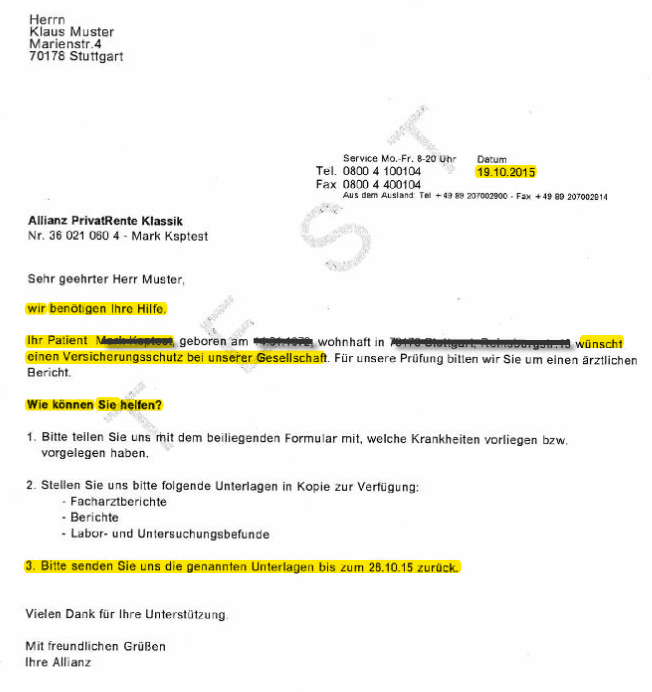 Herrn
Klaus Muster
Marienstr.4
70178 Stuttgart
Service Mo.-Fr. 8-20 Uhr Datum
Tel. 0800 4 100104 19.10.2015
Fax 0800 4 400104
Aus dem Ausland: Tel +49 89 207002900 - Fax +49 89 207002914
Allianz PrivatRente Klassik
Nr. 36 021 060 4 - Mark Ksptest
Sehr geehrter Herr Muster,
wir benötigen Ihre Hilfe.
Ihr Patient geboren am wohnhaft in wünscht
einen Versicherungsschutz bei unserer Gesellschaft. Für unsere Prüfung bitten wir Sie um einen ärztlichen
Bericht.
Wie können Sie helfen?
1. Bitte teilen Sie uns mit dem beiliegenden Formular mit, welche Krankheiten vorliegen bzw.
vorgelegen haben.
2. Stellen Sie uns bitte folgende Unterlagen in Kopie zur Verfügung:
- Facharztberichte
- Berichte
- Labor- und Untersuchungsbefunde
3. Bitte senden Sie uns die genannten Unterlagen bis zum 26.10.15 zurück.
Vielen Dank für Ihre Unterstützung.
Mit freundlichen Grüßen
Ihre Allianz
TEST